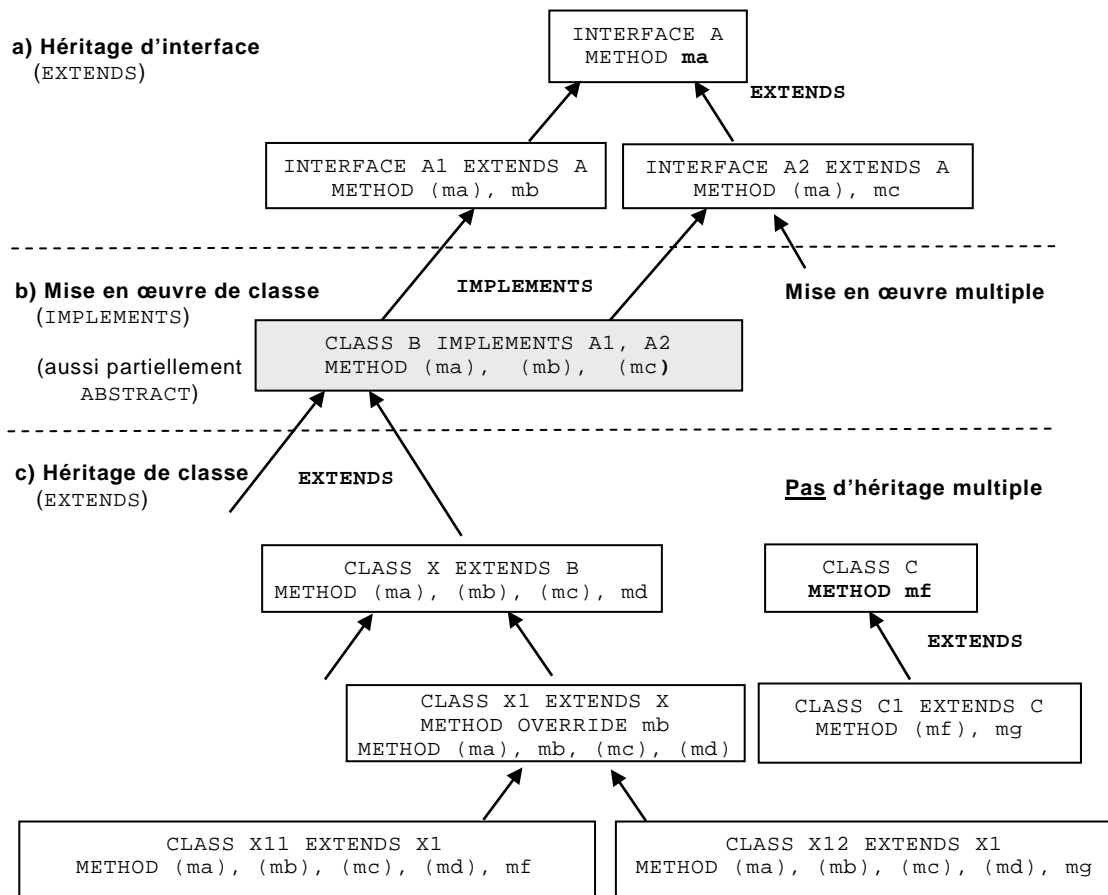 a) Héritage d'interface
(EXTENDS)
INTERFACE A
METHOD ma
EXTENDS
INTERFACE A1 EXTENDS A
METHOD (ma), mb
INTERFACE A2 EXTENDS A
METHOD (ma), mc
b) Mise en œuvre de classe
(IMPLEMENTS)
IMPLEMENTS
Mise en œuvre multiple
(aussi partiellement
ABSTRACT)
CLASS B IMPLEMENTS A1, A2
METHOD (ma), (mb), (mc)
c) Héritage de classe
(EXTENDS)
EXTENDS
Pas d'héritage multiple
CLASS X EXTENDS B
METHOD (ma), (mb), (mc), md
CLASS C
METHOD mf
EXTENDS
CLASS X1 EXTENDS X
METHOD OVERRIDE mb
METHOD (ma), mb, (mc), (md)
CLASS C1 EXTENDS C
METHOD (mf), mg
CLASS X11 EXTENDS X1
METHOD (ma), (mb), (mc), (md), mf
CLASS X12 EXTENDS X1
METHOD (ma), (mb), (mc), (md), mg